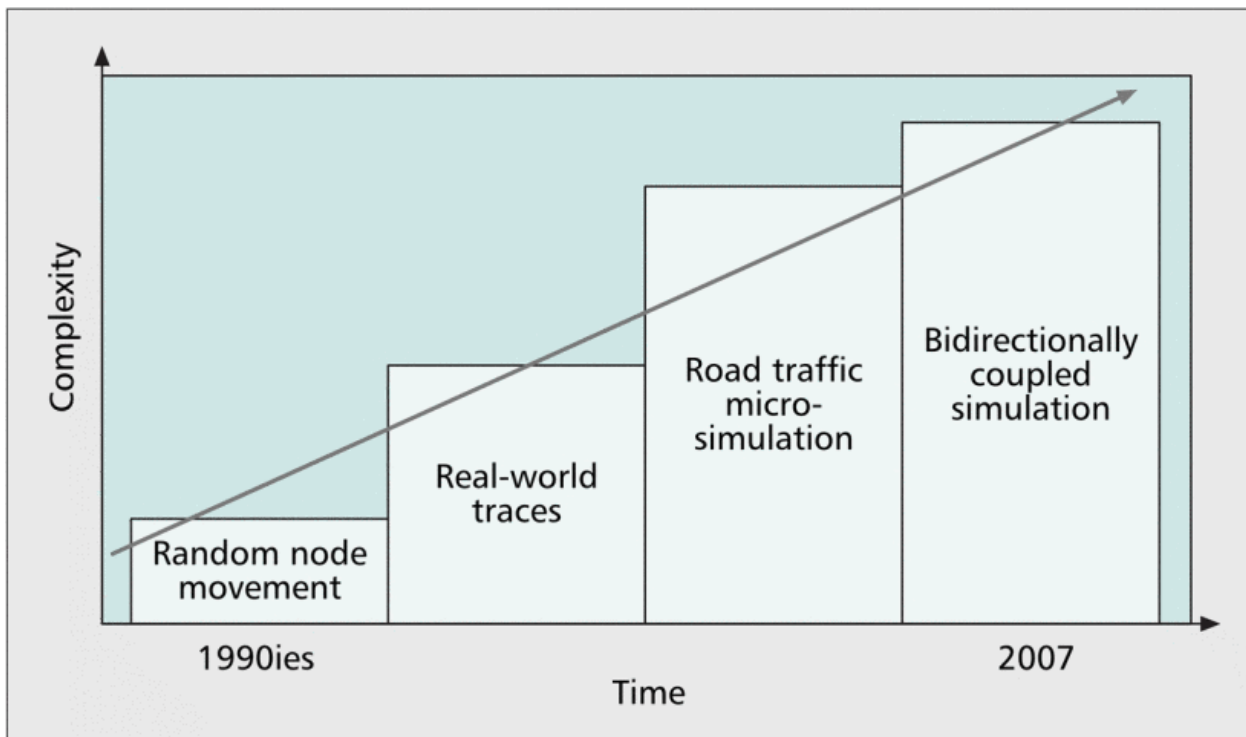 Complexity
Random node
movement
Real-world
traces
Road traffic
micro-
simulation
Bidirectionally
coupled
simulation
1990ies
2007
Time